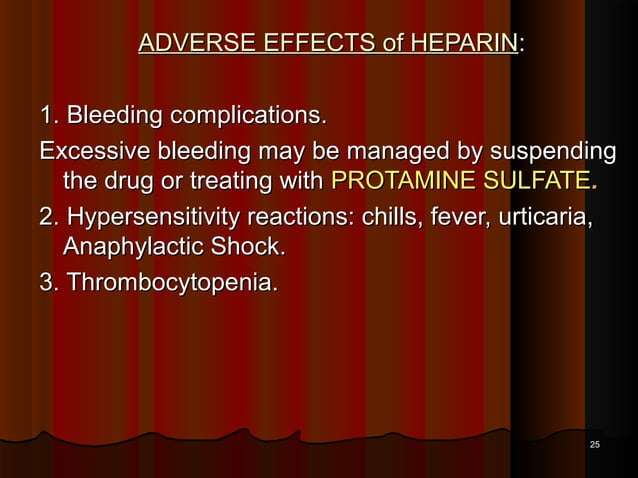 ADVERSE EFFECTS of HEPARIN:
1. Bleeding complications.
Excessive bleeding may be managed by suspending
the drug or treating with PROTAMINE SULFATE.
2. Hypersensitivity reactions: chills, fever, urticaria,
Anaphylactic Shock.
3. Thrombocytopenia.
25